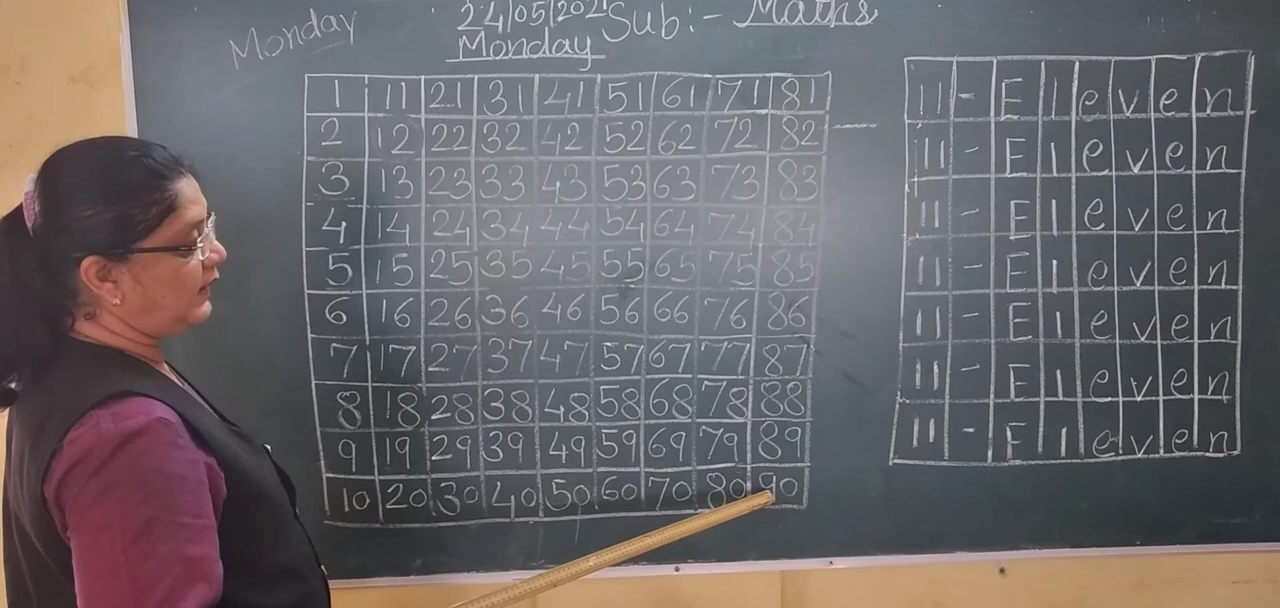 Monday
24/05/2021 Sub:- Maths
Monday
1 11 21 31 41 51 61 71 81
2 12 22 32 42 52 62 72 82
3 13 23 33 43 53 63 73 83
4 14 24 34 44 54 64 74 84
5 15 25 35 45 55 65 75 85
6 16 26 36 46 56 66 76 86
7 17 27 37 47 57 67 77 87
8 18 28 38 48 58 68 78 88
9 19 29 39 49 59 69 79 89
10 20 30 40 50 60 70 80 90
11 - Eleven
11 - Eleven
11 - Eleven
11 - Eleven
11 - Eleven
11 - Eleven
11 - Eleven